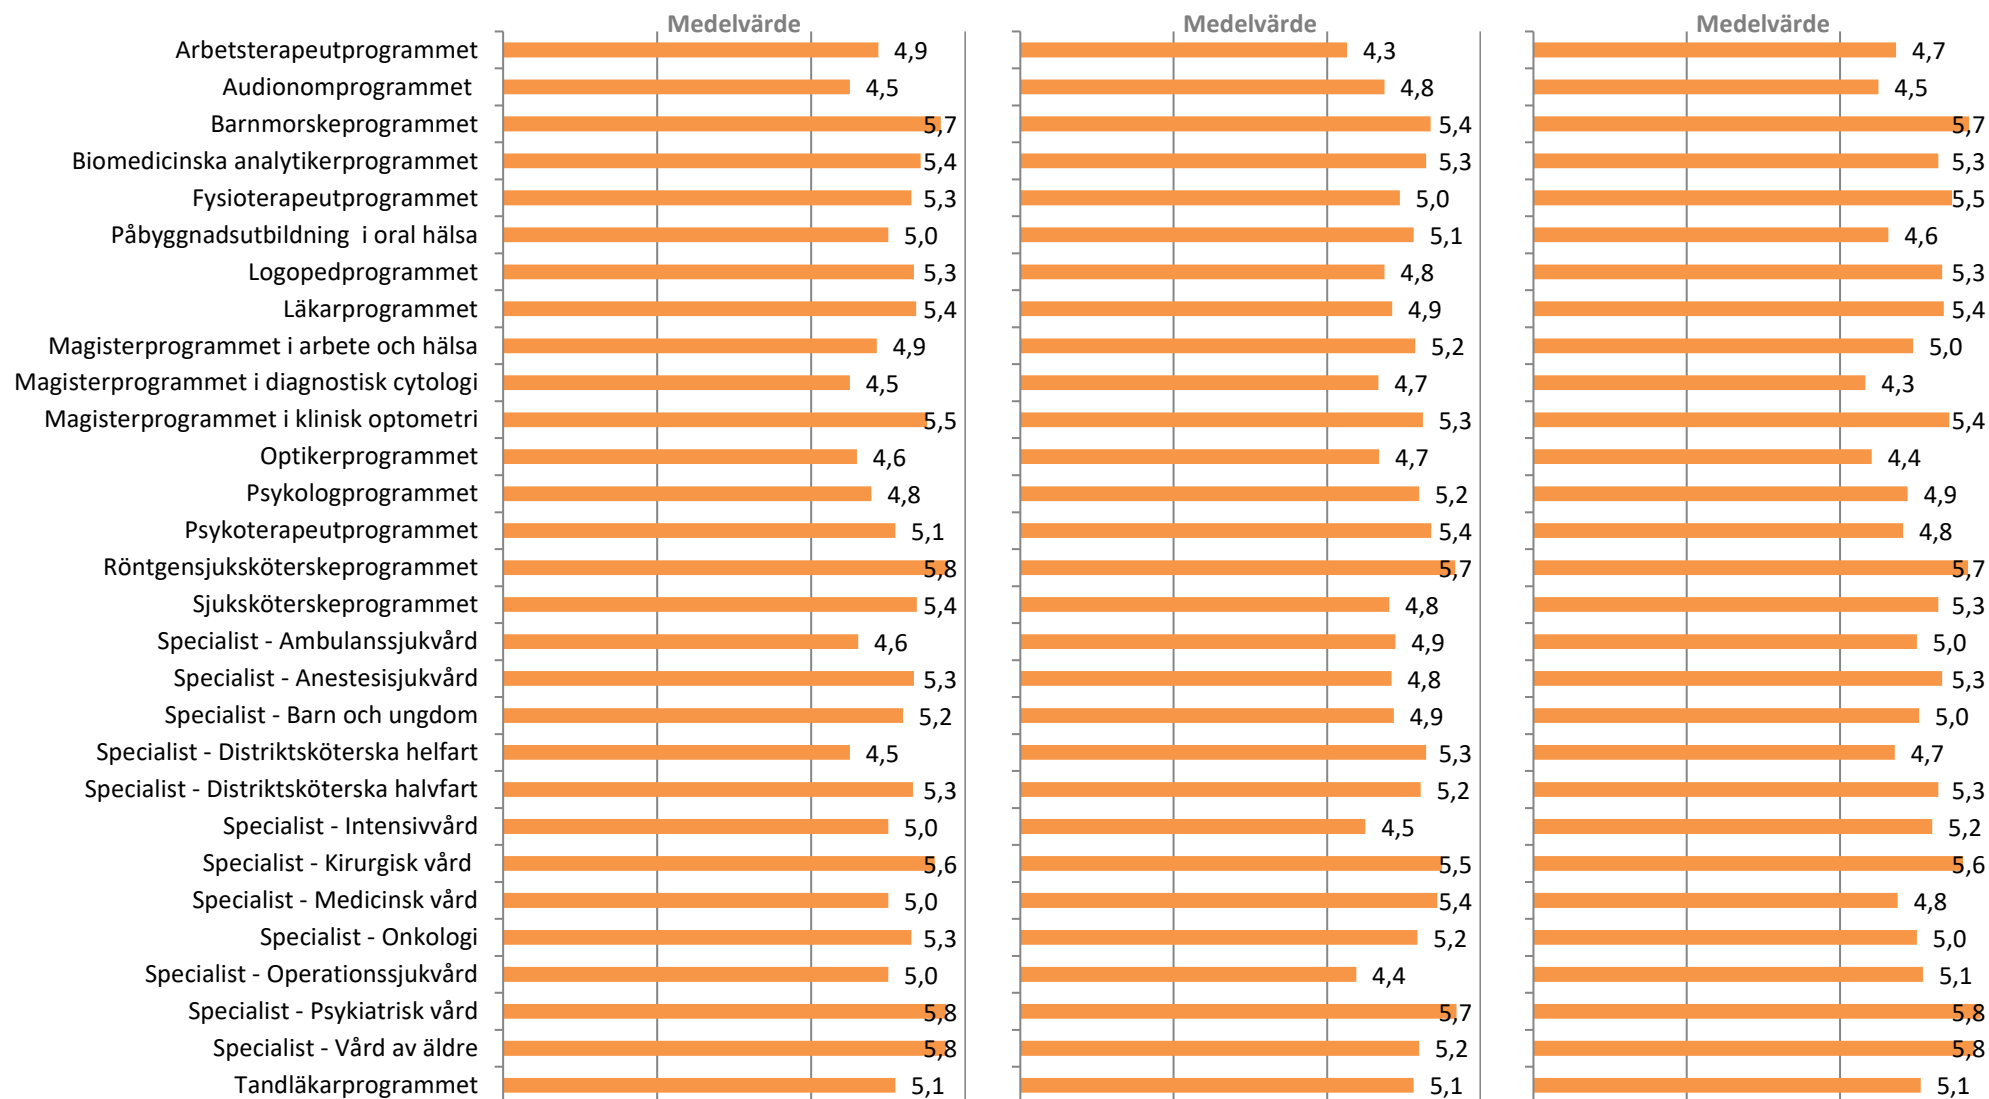 Medelvärde Medelvärde Medelvärde
Arbetsterapeutprogrammet 4,9 4,3 4,7
Audionomprogrammet 4,5 4,8 4,5
Barnmorskeprogrammet 5,7 5,4 5,7
Biomedicinska analytikerprogrammet 5,4 5,3 5,3
Fysioterapeutprogrammet 5,3 5,0 5,5
Påbyggnadsutbildning i oral hälsa 5,0 5,1 4,6
Logopedprogrammet 5,3 4,8 5,3
Läkarprogrammet 5,4 4,9 5,4
Magisterprogrammet i arbete och hälsa 4,9 5,2 5,0
Magisterprogrammet i diagnostisk cytologi 4,5 4,7 4,3
Magisterprogrammet i klinisk optometri 5,5 5,3 5,4
Optikerprogrammet 4,6 4,7 4,4
Psykologprogrammet 4,8 5,2 4,9
Psykoterapeutprogrammet 5,1 5,4 4,8
Röntgensjuksköterskeprogrammet 5,8 5,7 5,7
Sjuksköterskeprogrammet 5,4 4,8 5,3
Specialist - Ambulanssjukvård 4,6 4,9 5,0
Specialist - Anestesisjukvård 5,3 4,8 5,3
Specialist - Barn och ungdom 5,2 4,9 5,0
Specialist - Distriktsköterska helfart 4,5 5,3 4,7
Specialist - Distriktsköterska halvfart 5,3 5,2 5,3
Specialist - Intensivvård 5,0 4,5 5,2
Specialist - Kirurgisk vård 5,6 5,5 5,6
Specialist - Medicinsk vård 5,0 5,4 4,8
Specialist - Onkologi 5,3 5,2 5,0
Specialist - Operationssjukvård 5,0 4,4 5,1
Specialist - Psykiatrisk vård 5,8 5,7 5,8
Specialist - Vård av äldre 5,8 5,2 5,8
Tandläkarprogrammet 5,1 5,1 5,1